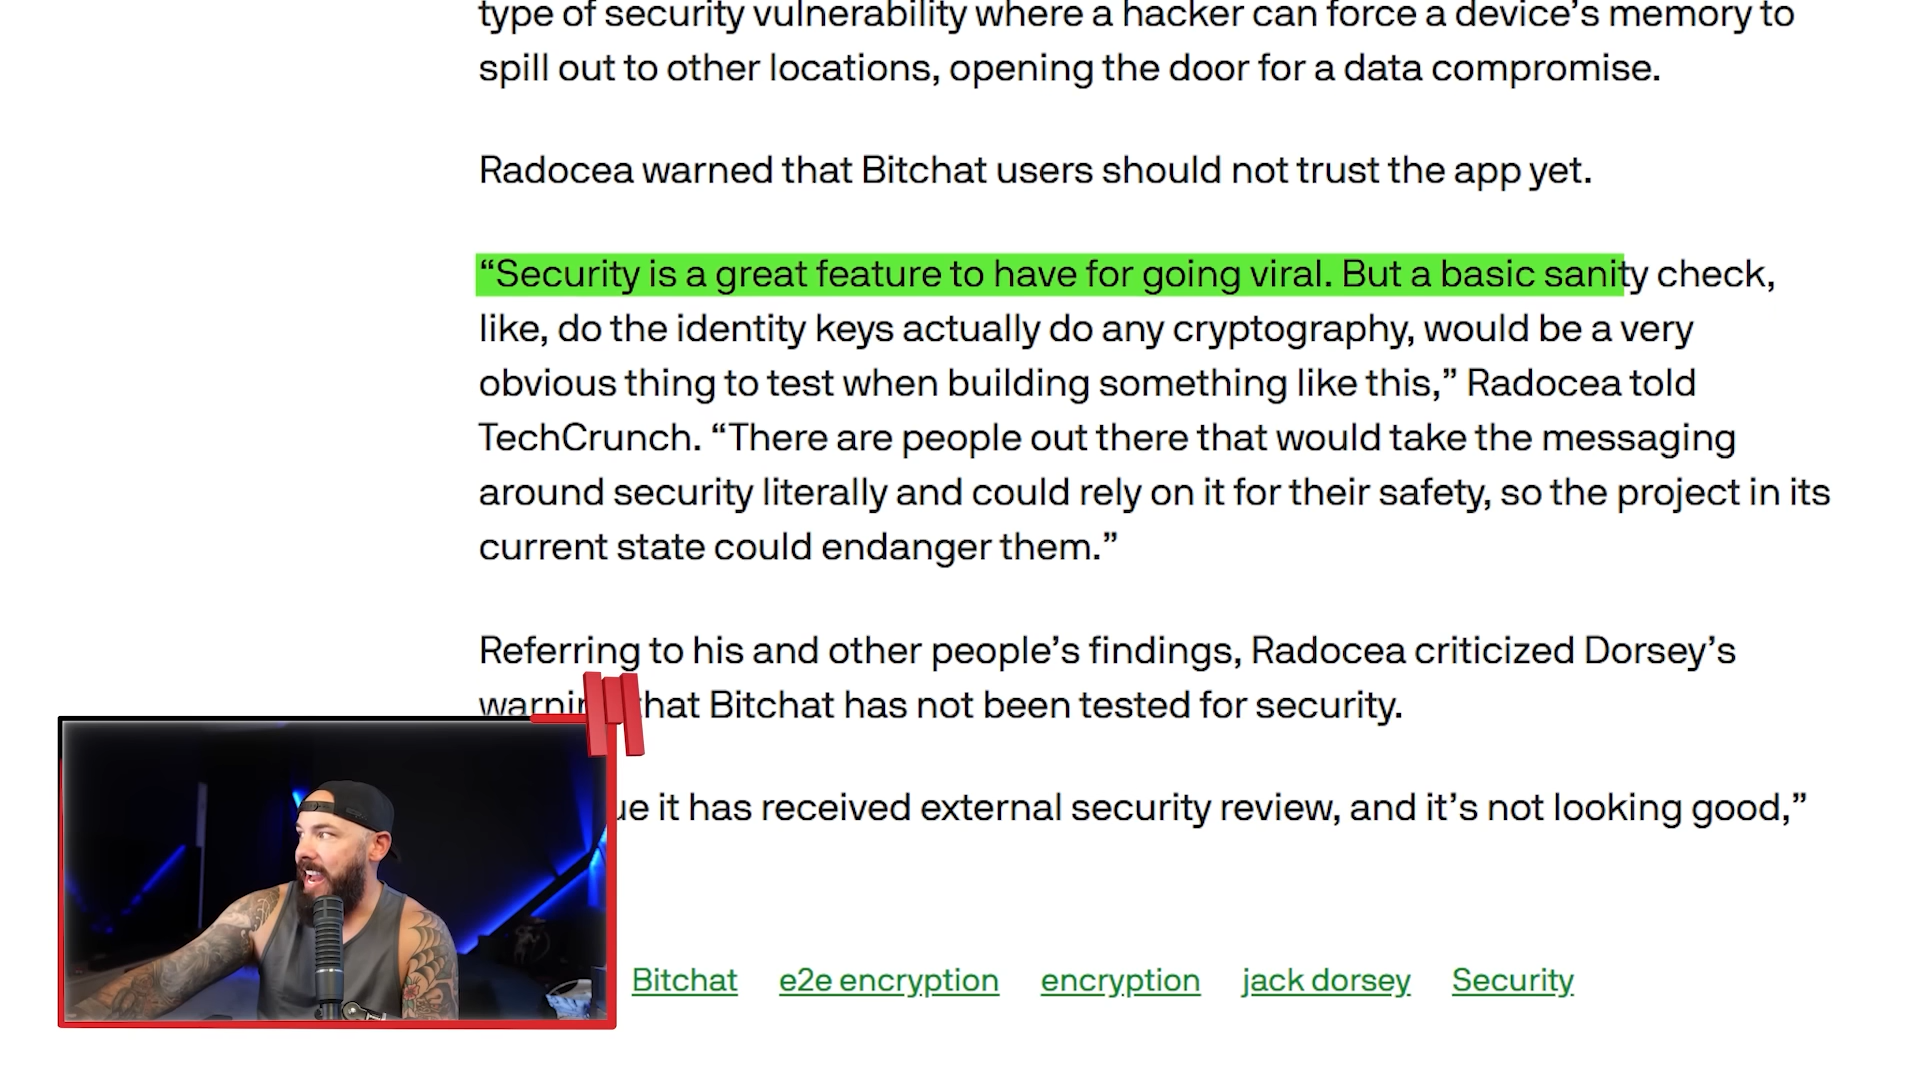 type of security vulnerability where a hacker can force a device’s memory to
spill out to other locations, opening the door for a data compromise.
Radocea warned that Bitchat users should not trust the app yet.
“Security is a great feature to have for going viral. But a basic sanity check,
like, do the identity keys actually do any cryptography, would be a very
obvious thing to test when building something like this,” Radocea told
TechCrunch. “There are people out there that would take the messaging
around security literally and could rely on it for their safety, so the project in its
current state could endanger them.”
Referring to his and other people’s findings, Radocea criticized Dorsey’s
warning that Bitchat has not been tested for security.
it has received external security review, and it’s not looking good,”
Bitchat e2e encryption encryption jack dorsey Security